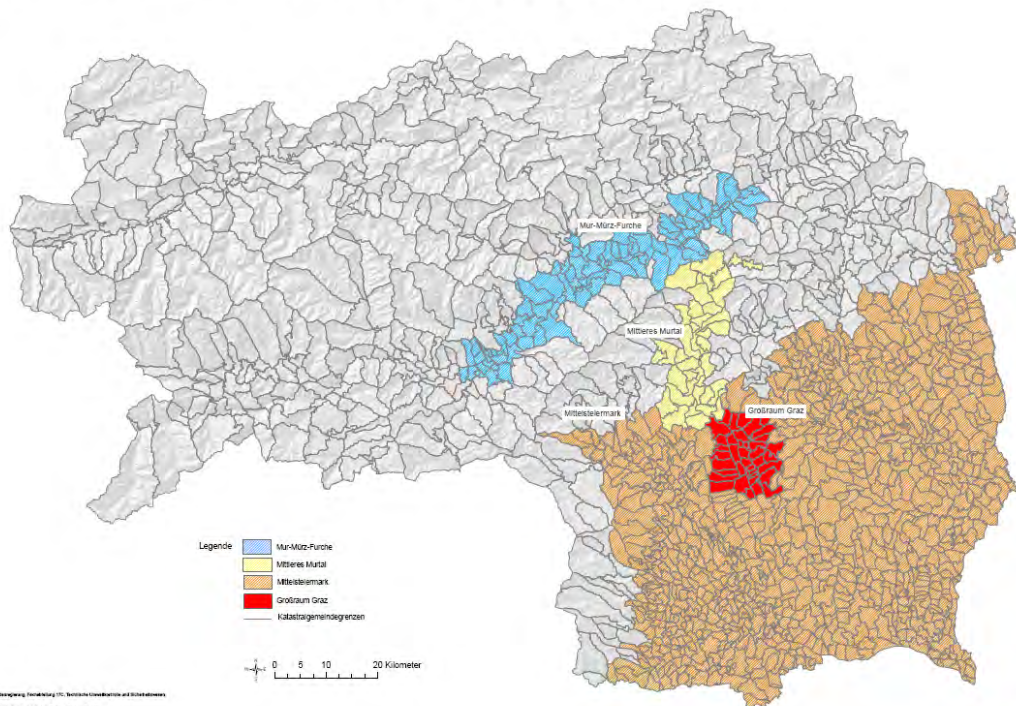 Mur-Mürz-Furche
Mittleres Murtal
Mittelsteiermark
Großraum Graz
Legende
Mur-Mürz-Furche
Mittleres Murtal
Mittelsteiermark
Großraum Graz
Katastralgemeindegrenzen
0 5 10 20 Kilometer